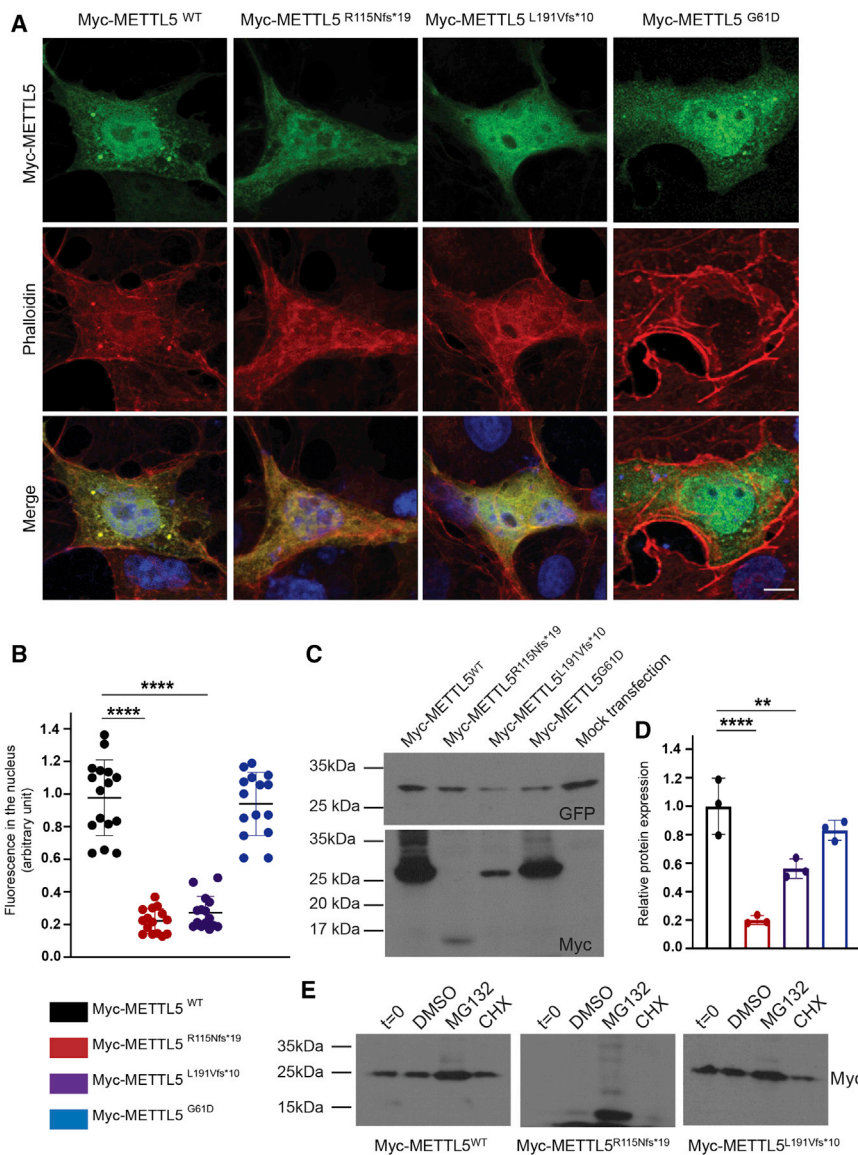 A
Myc-METTL5 WT
Myc-METTL5 R115Nfs*19
Myc-METTL5 L191Vfs*10
Myc-METTL5 G61D
Myc-METTL5
Phalloidin
Merge
B
****
****
Fluorescence in the nucleus
(arbitrary unit)
1.4
1.2
1.0
0.8
0.6
0.4
0.2
0.0
Myc-METTL5 WT
Myc-METTL5 R115Nfs*19
Myc-METTL5 L191Vfs*10
Myc-METTL5 G61D
C
Myc-METTL5WT
Myc-METTL5R115Nfs*19
Myc-METTL5L191Vfs*10
Myc-METTL5G61D
Mock transfection
35kDa
25 kDa
GFP
35kDa
25 kDa
20 kDa
17 kDa
Myc
D
**
****
Relative protein expression
1.4
1.2
1.0
0.8
0.6
0.4
0.2
0.0
E
t=0 DMSO MG132 CHX
t=0 DMSO MG132 CHX
t=0 DMSO MG132 CHX
35kDa
25kDa
15kDa
Myc
Myc-METTL5WT
Myc-METTL5R115Nfs*19
Myc-METTL5L191Vfs*10